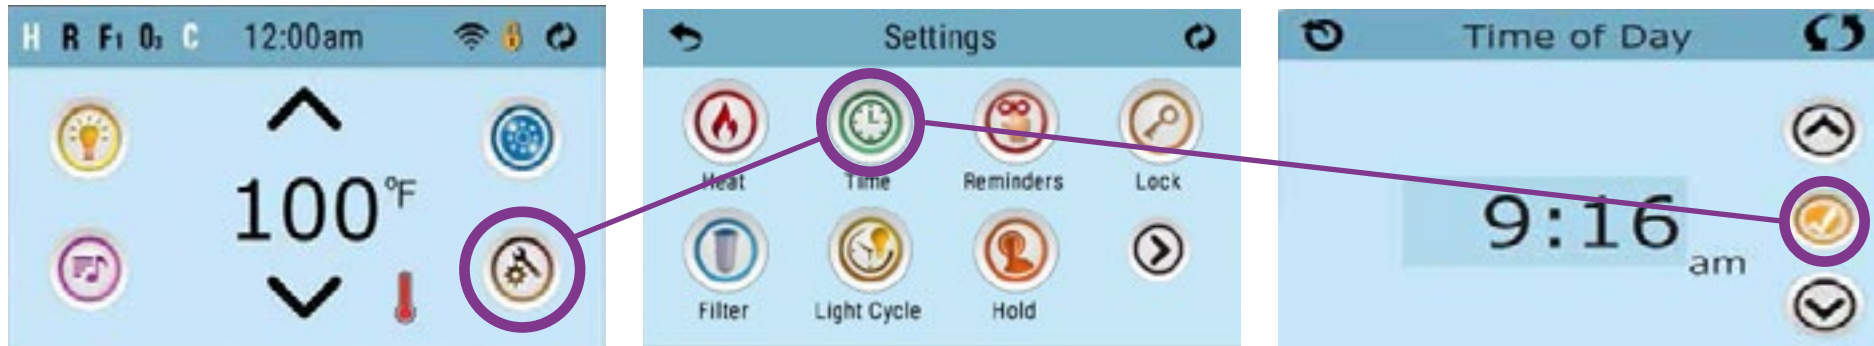 H R F1 O3 C 12:00am
100°F
Settings
Heat Time Reminders Lock
Filter Light Cycle Hold
Time of Day
9:16 am